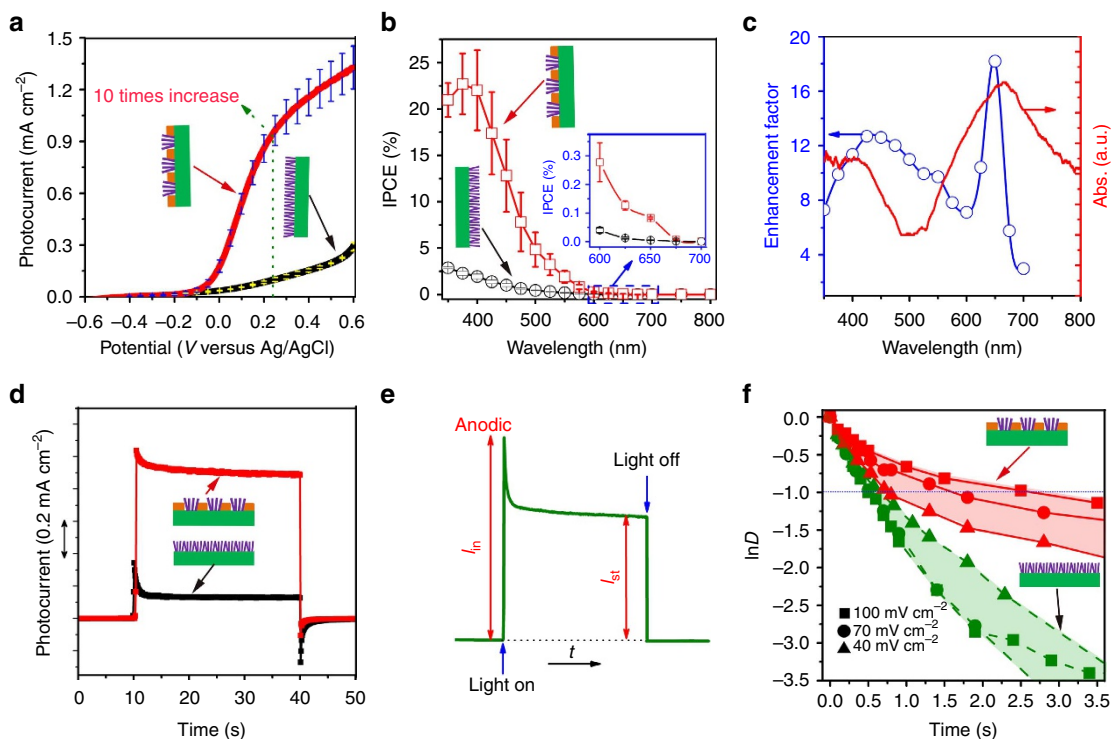 a
1.5
1.2
0.9
0.6
0.3
0.0
Photocurrent (mA cm−2)
10 times increase
−0.6 −0.4 −0.2 0.0 0.2 0.4 0.6
Potential (V versus Ag/AgCl)
b
25
20
15
10
5
0
IPCE (%)
0.3
0.2
0.1
0.0
IPCE (%)
600 650 700
400 500 600 700 800
Wavelength (nm)
c
20
16
12
8
4
Enhancement factor
Abs. (a.u.)
400 500 600 700 800
Wavelength (nm)
d
Photocurrent (0.2 mA cm−2)
0 10 20 30 40 50
Time (s)
e
Anodic
Light off
Iin
Ist
t
Light on
f
0.0
−0.5
−1.0
−1.5
−2.0
−2.5
−3.0
−3.5
lnD
100 mV cm−2
70 mV cm−2
40 mV cm−2
0.0 0.5 1.0 1.5 2.0 2.5 3.0 3.5
Time (s)